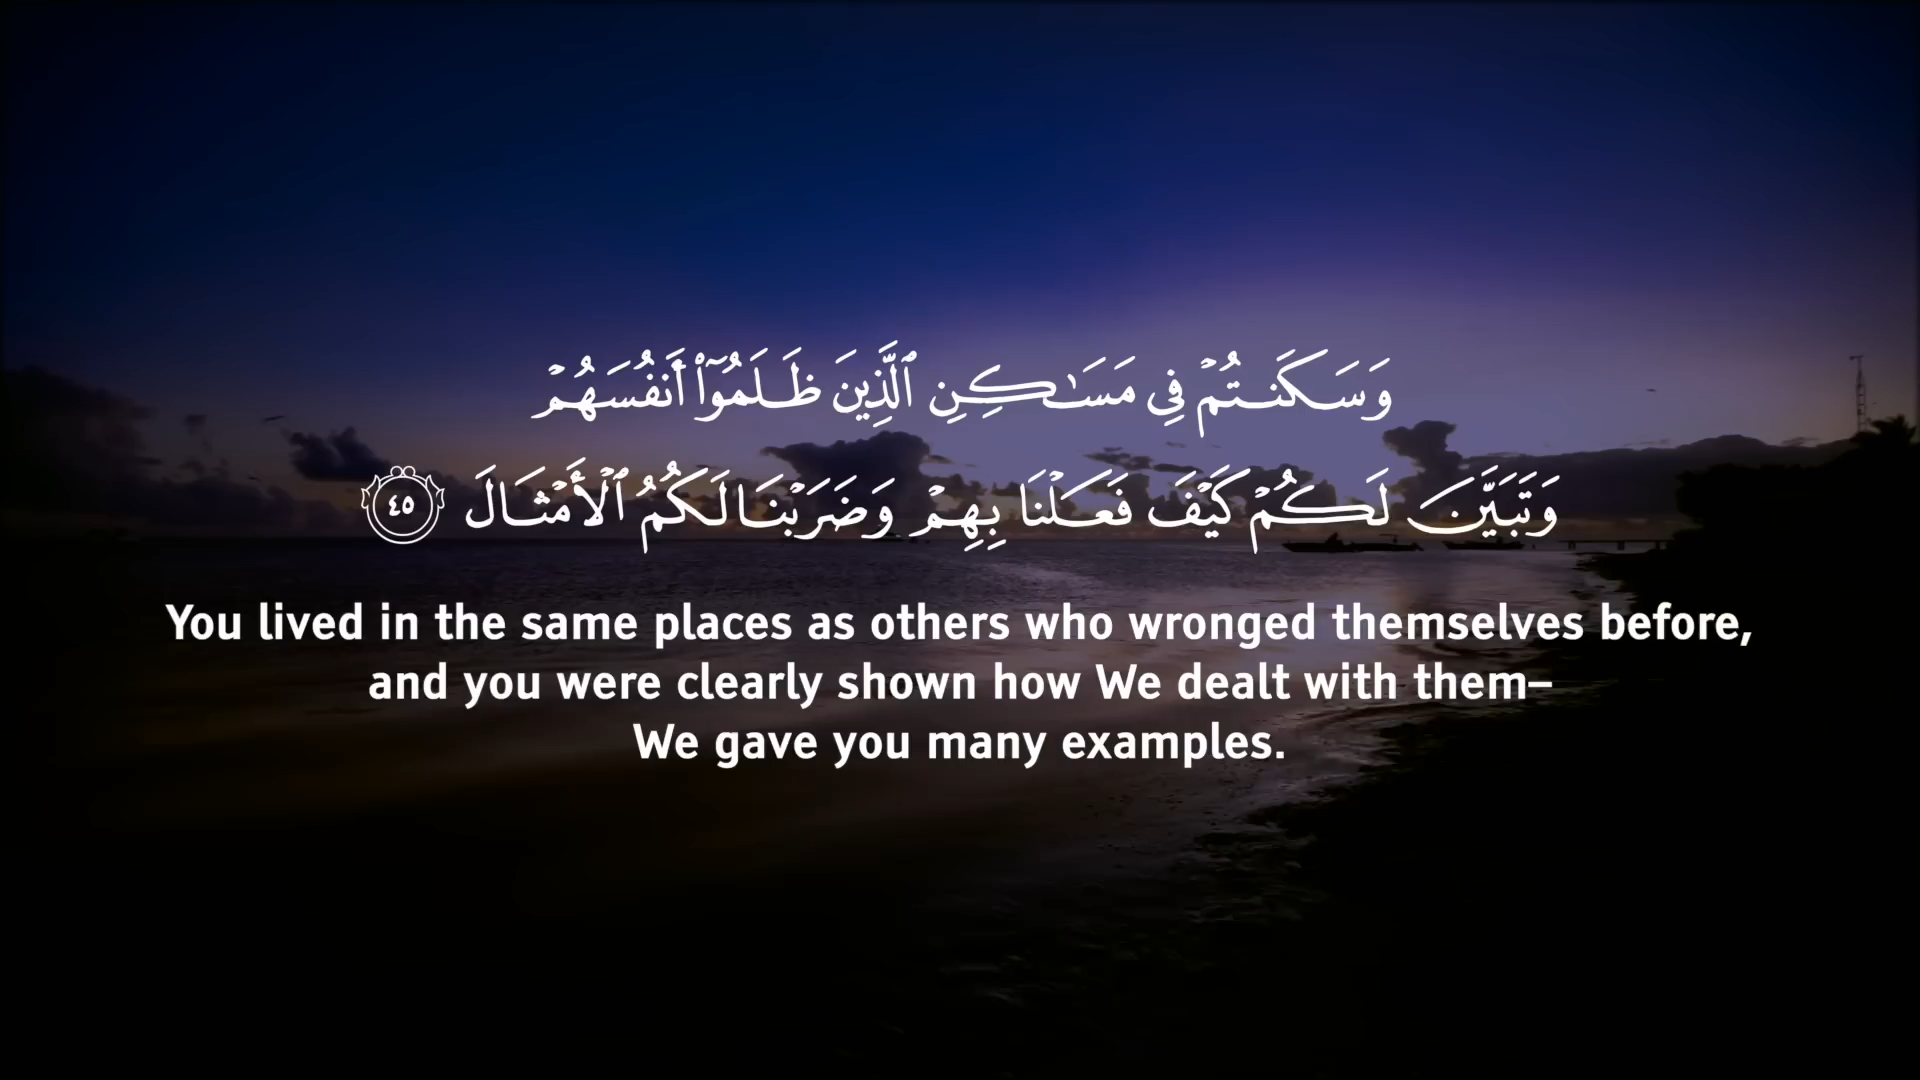 وَسَكَنتُمْ فِي مَسَٰكِنِ ٱلَّذِينَ ظَلَمُوٓا۟ أَنفُسَهُمْ
وَتَبَيَّنَ لَكُمْ كَيْفَ فَعَلْنَا بِهِمْ وَضَرَبْنَا لَكُمُ ٱلْأَمْثَالَ ٤٥
You lived in the same places as others who wronged themselves before,
and you were clearly shown how We dealt with them–
We gave you many examples.